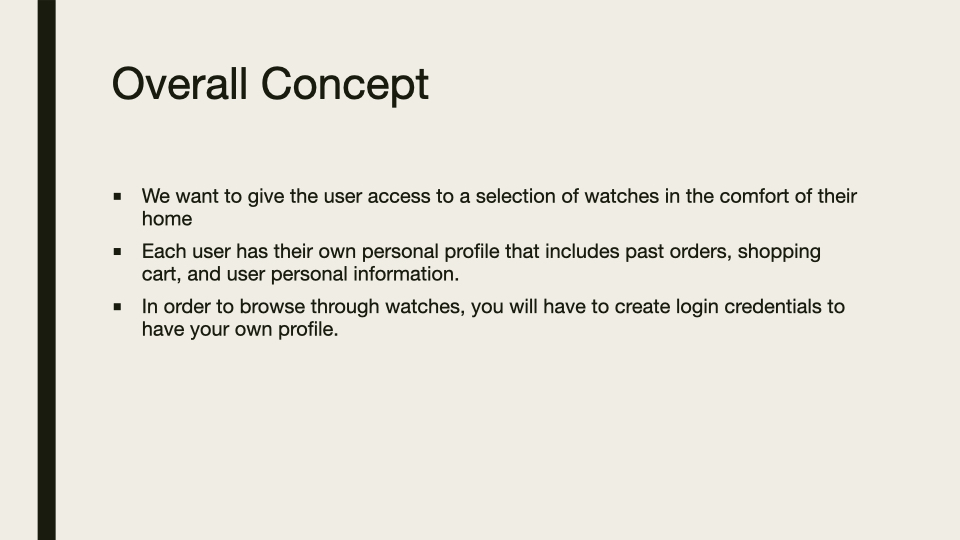 Overall Concept
▪ We want to give the user access to a selection of watches in the comfort of their
home
▪ Each user has their own personal profile that includes past orders, shopping
cart, and user personal information.
▪ In order to browse through watches, you will have to create login credentials to
have your own profile.